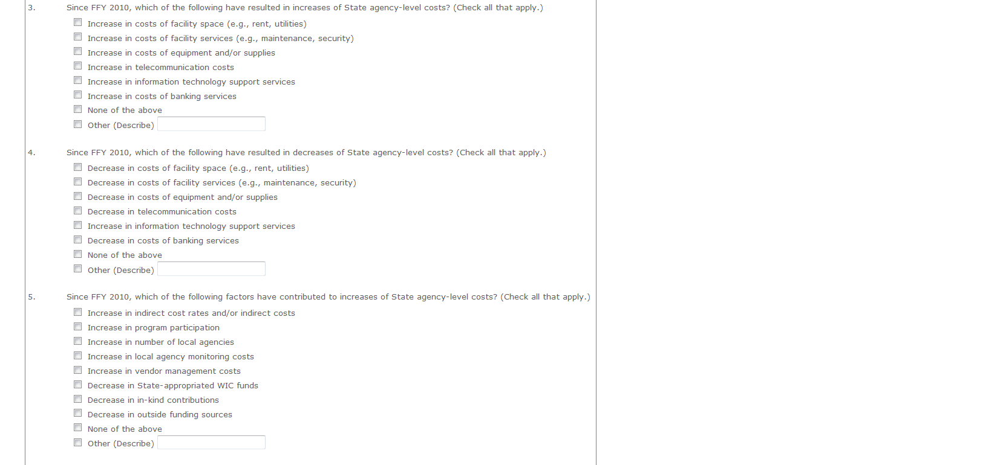 3. Since FFY 2010, which of the following have resulted in increases of State agency-level costs? (Check all that apply.)
Increase in costs of facility space (e.g., rent, utilities)
Increase in costs of facility services (e.g., maintenance, security)
Increase in costs of equipment and/or supplies
Increase in telecommunication costs
Increase in information technology support services
Increase in costs of banking services
None of the above
Other (Describe)
4. Since FFY 2010, which of the following have resulted in decreases of State agency-level costs? (Check all that apply.)
Decrease in costs of facility space (e.g., rent, utilities)
Decrease in costs of facility services (e.g., maintenance, security)
Decrease in costs of equipment and/or supplies
Decrease in telecommunication costs
Increase in information technology support services
Decrease in costs of banking services
None of the above
Other (Describe)
5. Since FFY 2010, which of the following factors have contributed to increases of State agency-level costs? (Check all that apply.)
Increase in indirect cost rates and/or indirect costs
Increase in program participation
Increase in number of local agencies
Increase in local agency monitoring costs
Increase in vendor management costs
Decrease in State-appropriated WIC funds
Decrease in in-kind contributions
Decrease in outside funding sources
None of the above
Other (Describe)